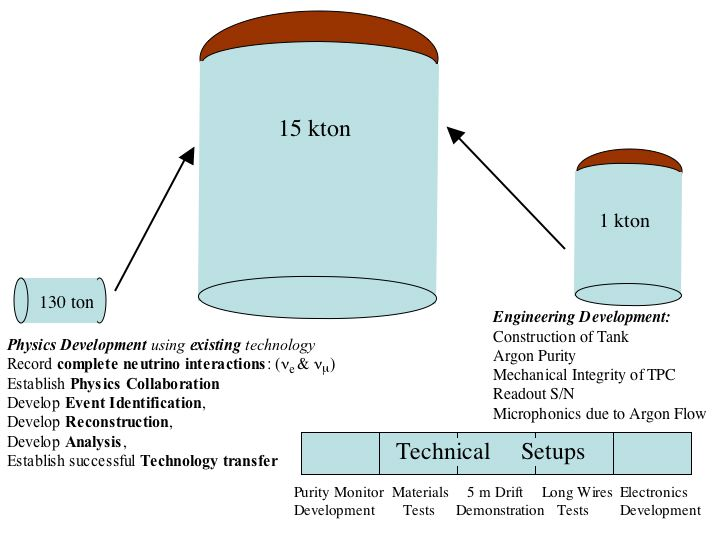 15 kton
1 kton
130 ton
Physics Development using existing technology
Record complete neutrino interactions: (νe & νμ)
Establish Physics Collaboration
Develop Event Identification,
Develop Reconstruction,
Develop Analysis,
Establish successful Technology transfer
Engineering Development:
Construction of Tank
Argon Purity
Mechanical Integrity of TPC
Readout S/N
Microphonics due to Argon Flow
Technical Setups
Purity Monitor Development
Materials Tests
5 m Drift Demonstration
Long Wires Tests
Electronics Development